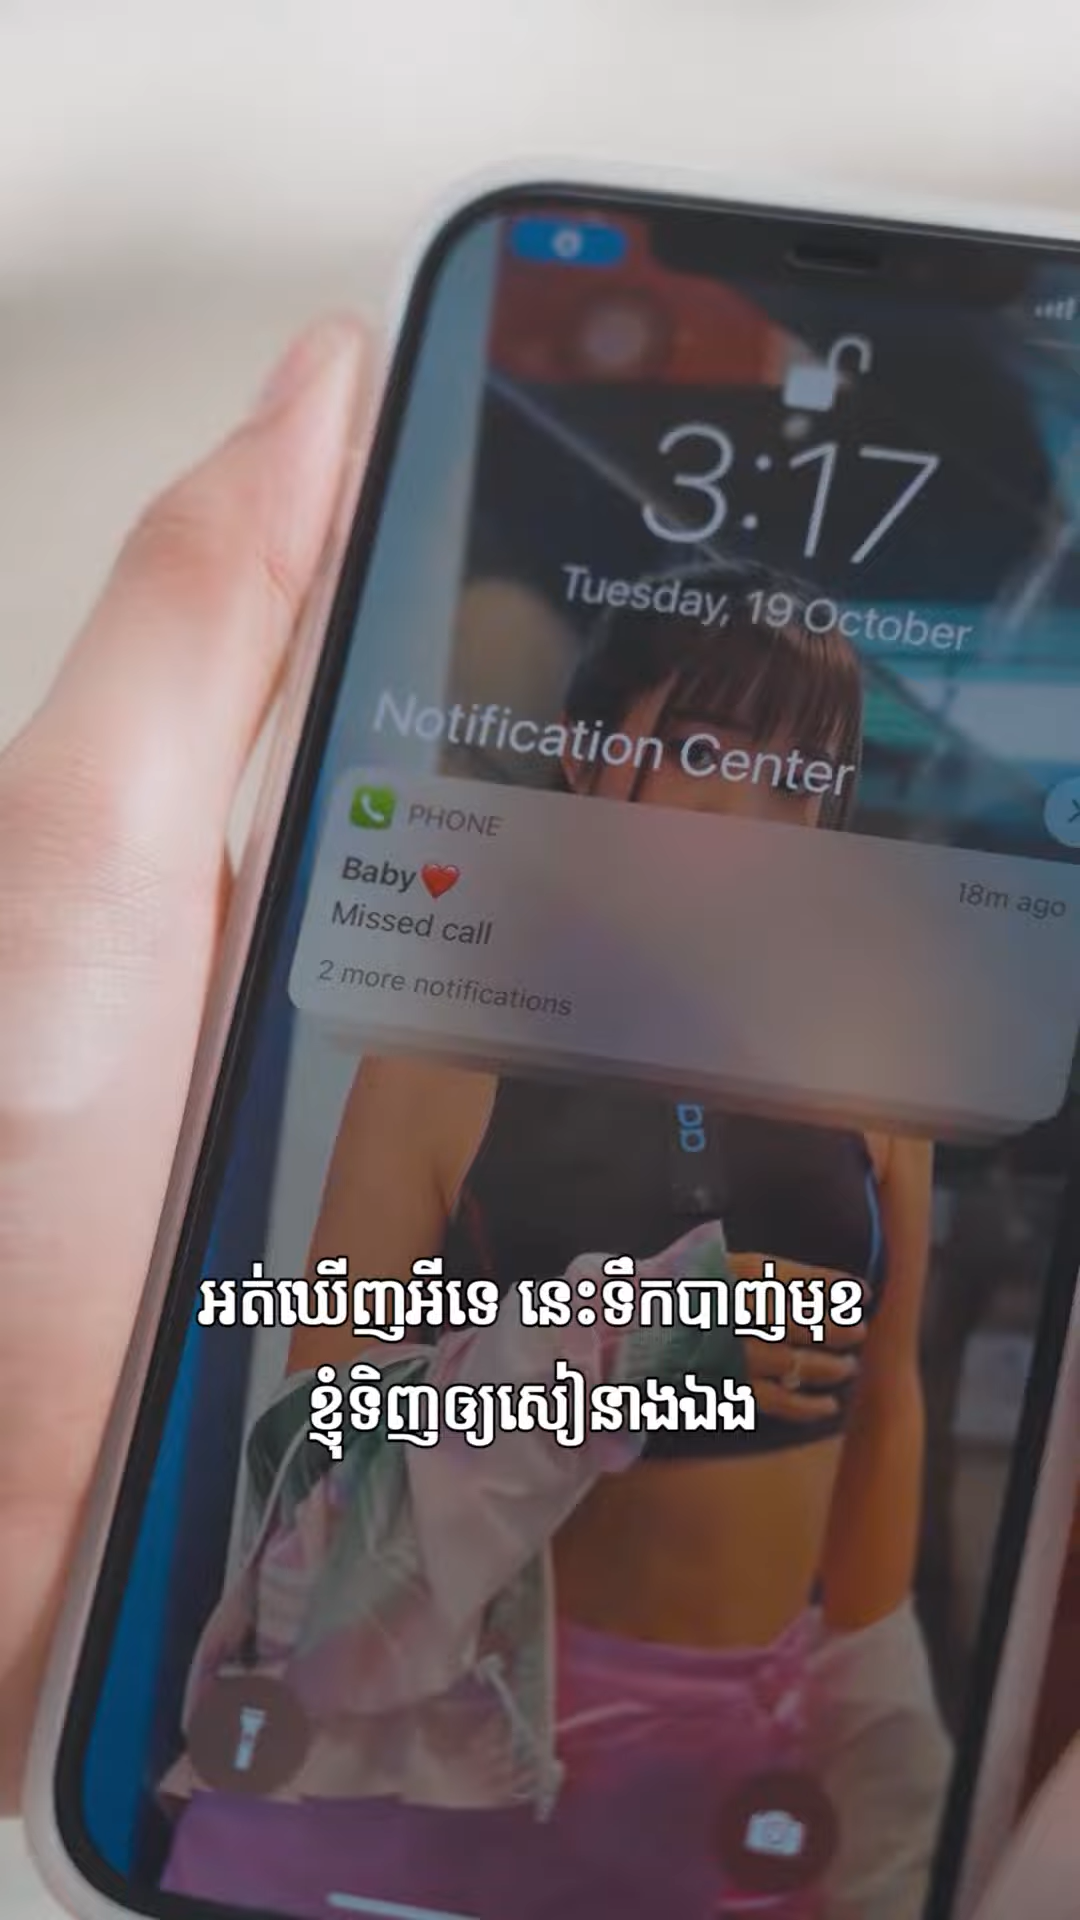 3:17
Tuesday, 19 October
Notification Center
PHONE
Baby❤️
18m ago
Missed call
2 more notifications
អត់ឃើញអីទេ នេះទឹកបាញ់មុខ
ខ្ញុំទិញឲ្យសៀនាងឯង